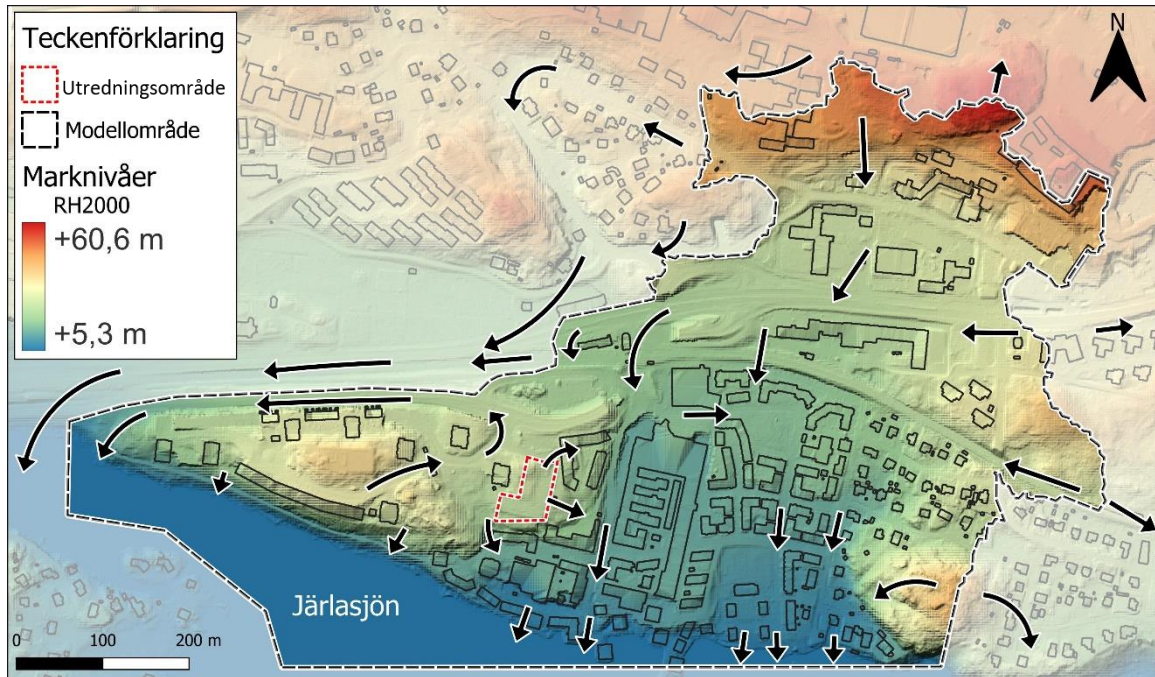 Teckenförklaring
Utredningsområde
Modellområde
Marknivåer
RH2000
+60,6 m
+5,3 m
N
Järlasjön
0 100 200 m